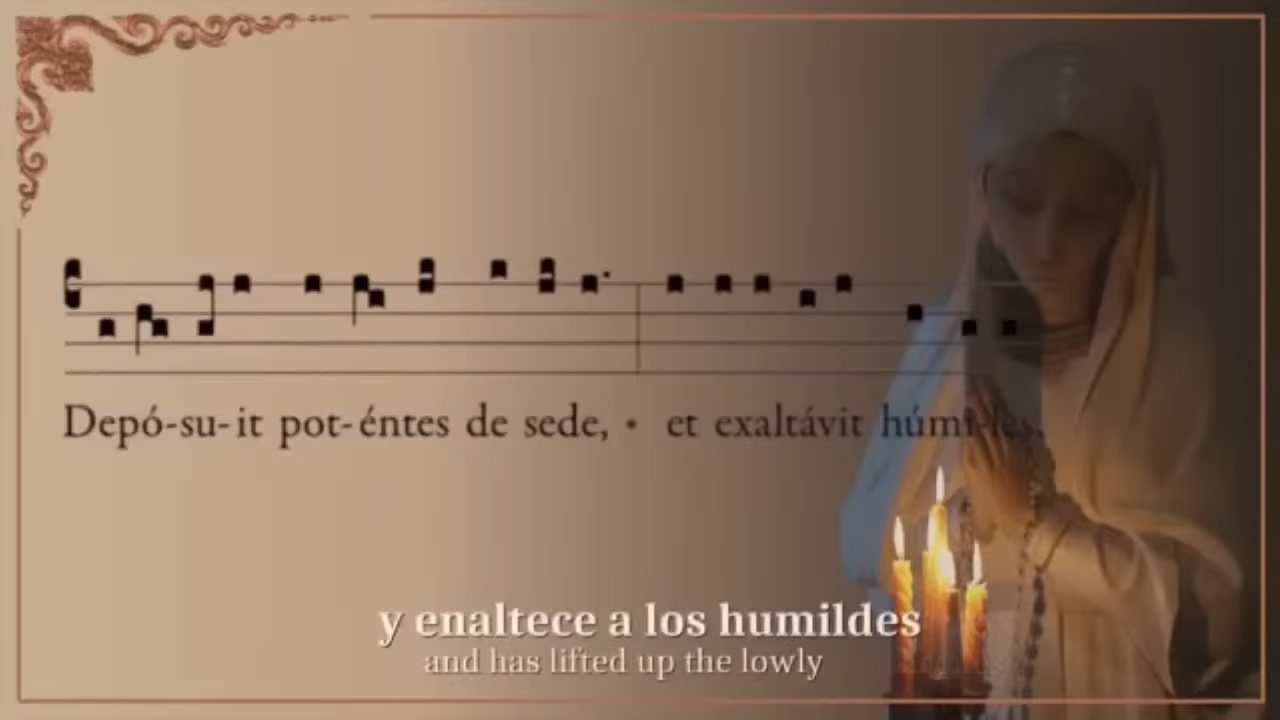 Depó-su-it pot-éntes de sede, • et exaltávit húmi-les.
y enaltece a los humildes
and has lifted up the lowly